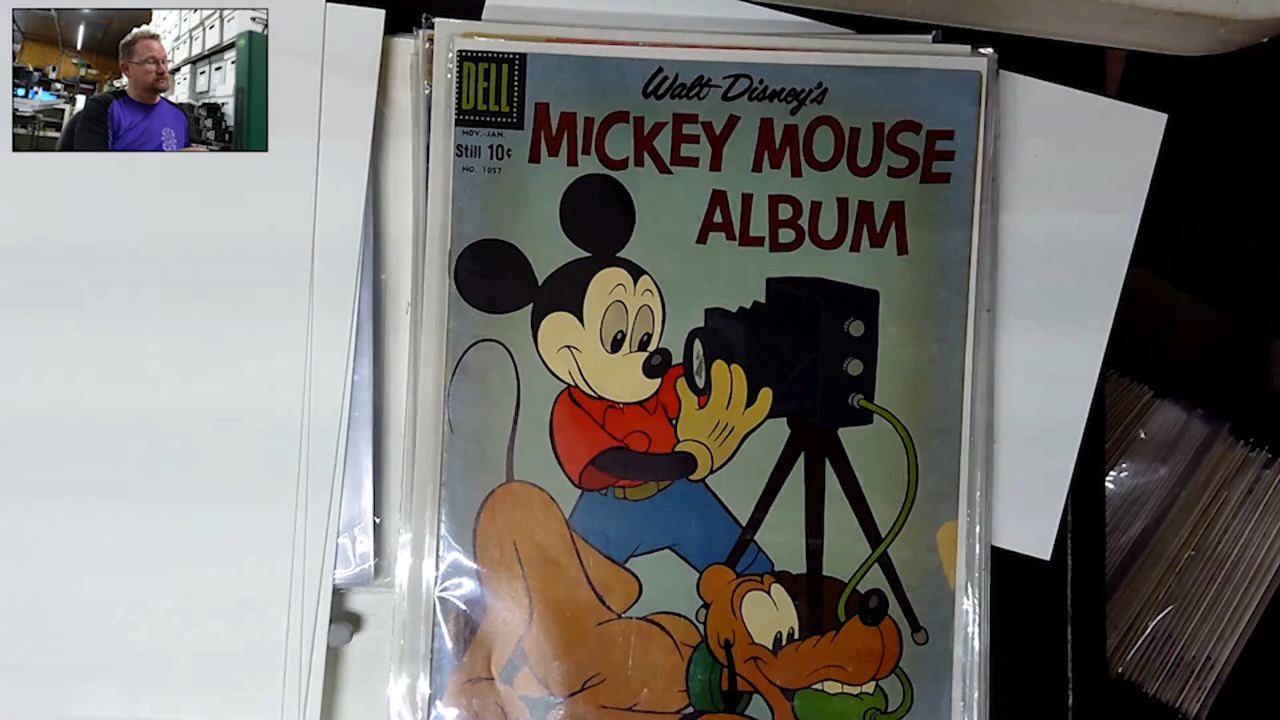 DELL
NOV.-JAN.
Still 10¢
NO. 1057
Walt Disney's
MICKEY MOUSE
ALBUM